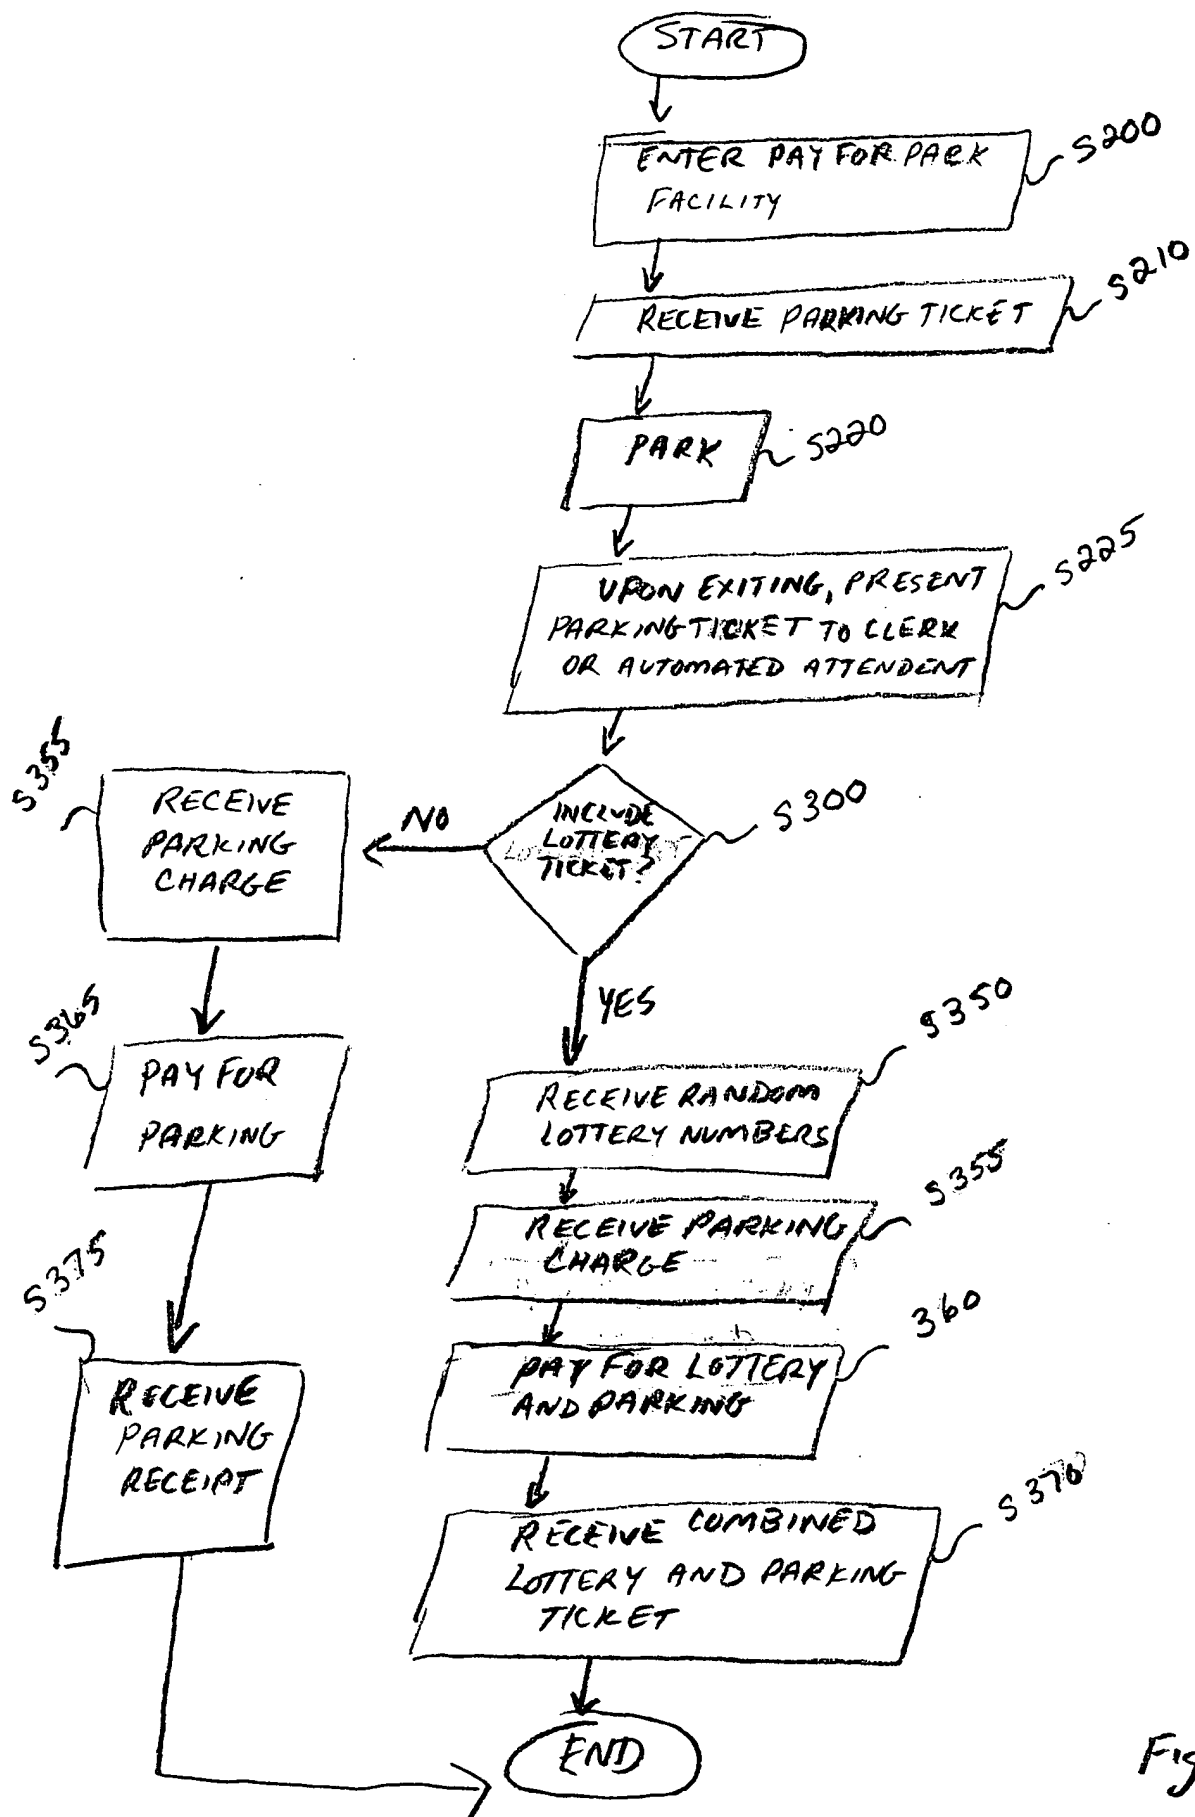 START
ENTER PAY FOR PARK
FACILITY
S200
RECEIVE PARKING TICKET
S210
PARK
S220
UPON EXITING, PRESENT
PARKING TICKET TO CLERK
OR AUTOMATED ATTENDENT
S225
INCLUDE
LOTTERY
TICKET?
S300
NO
S355
RECEIVE
PARKING
CHARGE
S365
PAY FOR
PARKING
S375
RECEIVE
PARKING
RECEIPT
YES
RECEIVE RANDOM
LOTTERY NUMBERS
S350
RECEIVE PARKING
CHARGE
S355
PAY FOR LOTTERY
AND PARKING
360
RECEIVE COMBINED
LOTTERY AND PARKING
TICKET
S370
END
Fig